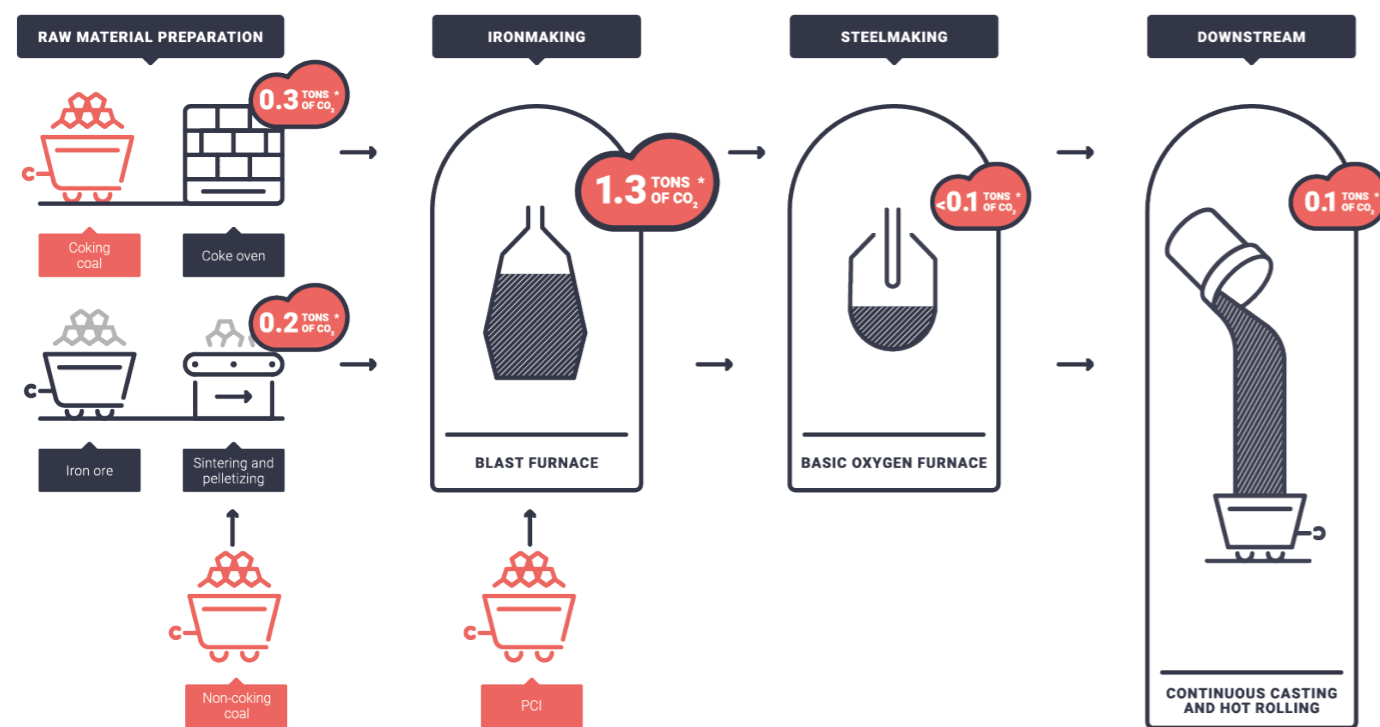 RAW MATERIAL PREPARATION
IRONMAKING
STEELMAKING
DOWNSTREAM
0.3 TONS *
OF CO₂
1.3 TONS *
OF CO₂
<0.1 TONS *
OF CO₂
0.1 TONS *
OF CO₂
Coking
coal
Coke oven
0.2 TONS *
OF CO₂
Iron ore
Sintering and
pelletizing
BLAST FURNACE
BASIC OXYGEN FURNACE
Non-coking
coal
PCI
CONTINUOUS CASTING
AND HOT ROLLING